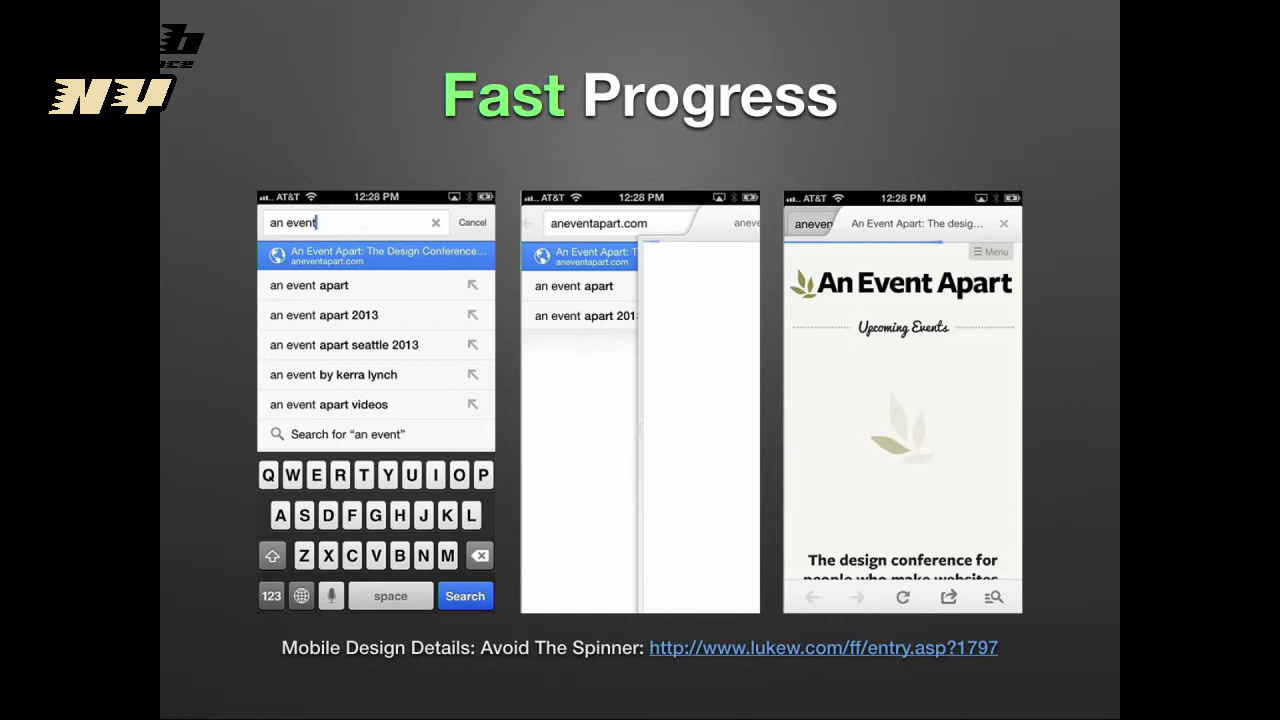 NY
Fast Progress
AT&T 12:28 PM
an event Cancel
An Event Apart: The Design Conference...
aneventapart.com
an event apart
an event apart 2013
an event apart seattle 2013
an event by kerra lynch
an event apart videos
Search for “an event”
Q W E R T Y U I O P
A S D F G H J K L
Z X C V B N M
123 space Search
AT&T 12:28 PM
aneventapart.com aneve
An Event Apart: T
aneventapart.com
an event apart
an event apart 201
AT&T 12:28 PM
aneven An Event Apart: The desig...
Menu
An Event Apart
Upcoming Events
The design conference for
people who make websites
Mobile Design Details: Avoid The Spinner: http://www.lukew.com/ff/entry.asp?1797